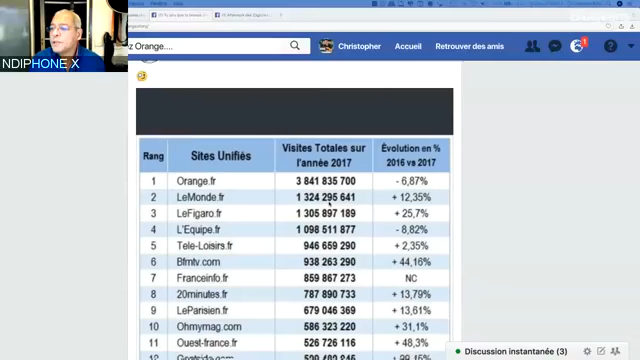 z Orange....
Christopher
Accueil
Retrouver des amis
1
NDIPHONE X
Rang Sites Unifiés Visites Totales sur l'année 2017 Évolution en % 2016 vs 2017
1 Orange.fr 3 841 835 700 - 6,87%
2 LeMonde.fr 1 324 295 641 + 12,35%
3 LeFigaro.fr 1 305 897 189 + 25,7%
4 L'Equipe.fr 1 098 511 877 - 8,82%
5 Tele-Loisirs.fr 946 659 290 + 2,35%
6 Bfmtv.com 938 263 290 + 44,16%
7 Franceinfo.fr 859 867 273 NC
8 20minutes.fr 787 890 733 + 13,79%
9 LeParisien.fr 679 046 369 + 13,61%
10 Ohmymag.com 586 323 220 + 31,1%
11 Ouest-france.fr 526 726 116 + 48,3%
12
Discussion instantanée (3)